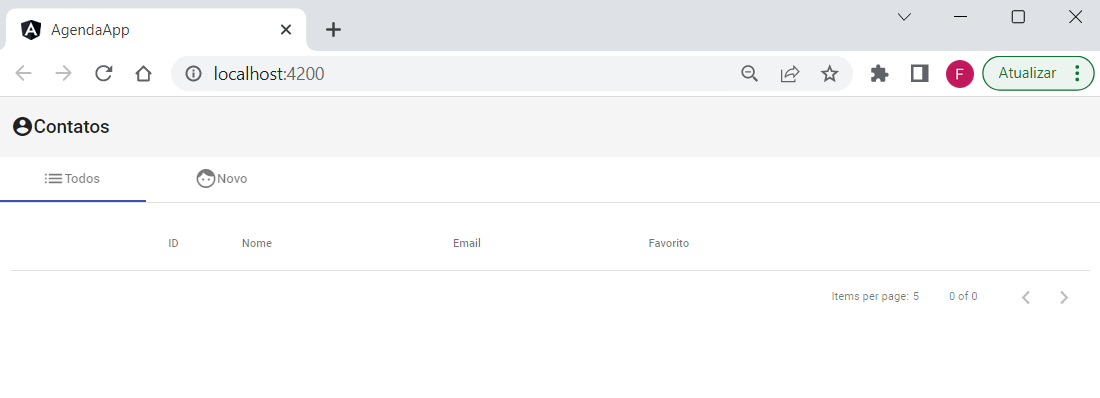 AgendaApp
localhost:4200
F
Atualizar
Contatos
Todos Novo
ID Nome Email Favorito
Items per page: 5 0 of 0